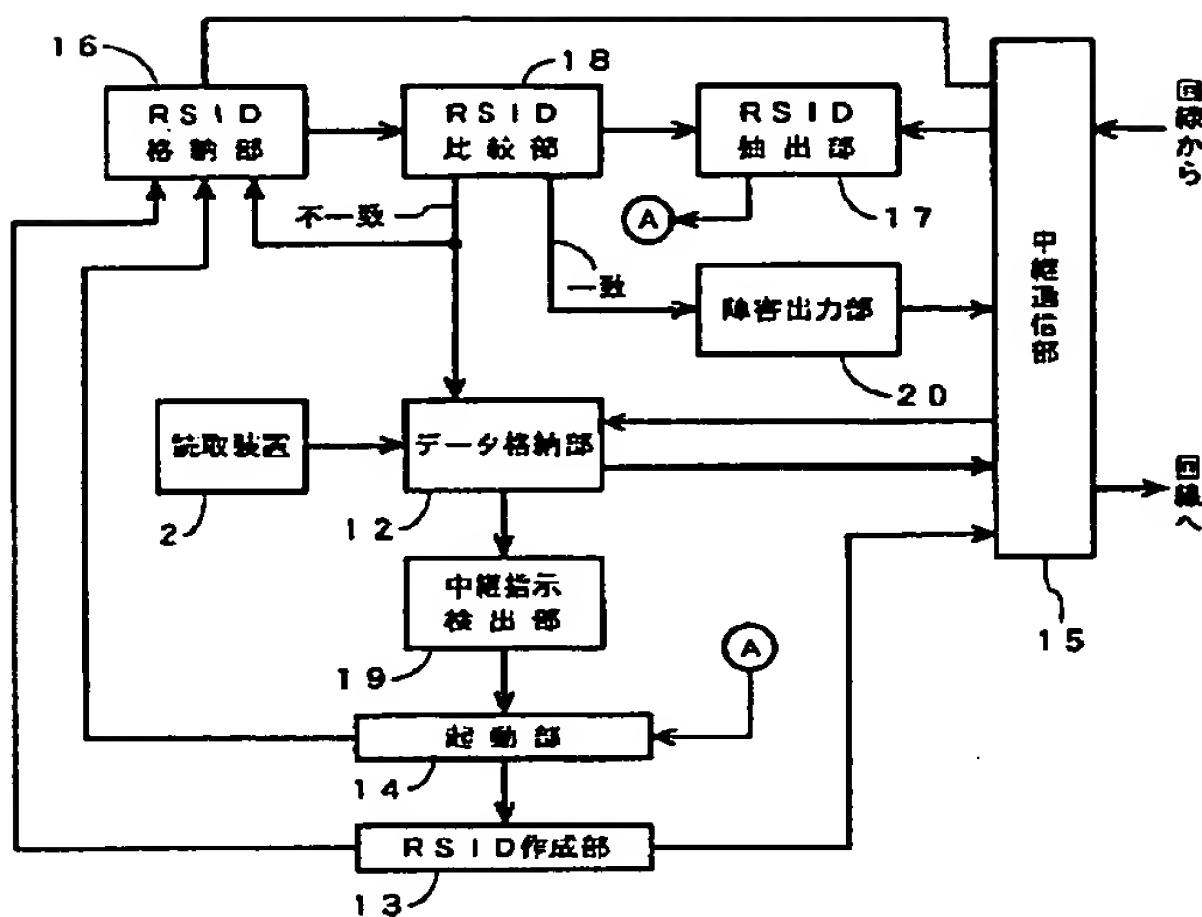 16
RSID
格納部
18
RSID
比較部
RSID
抽出部
17
回線から
不一致
A
一致
障害出力部
20
中継通信部
読取装置
2
データ格納部
12
回線へ
中継指示
検出部
19
A
15
起動部
14
RSID作成部
13